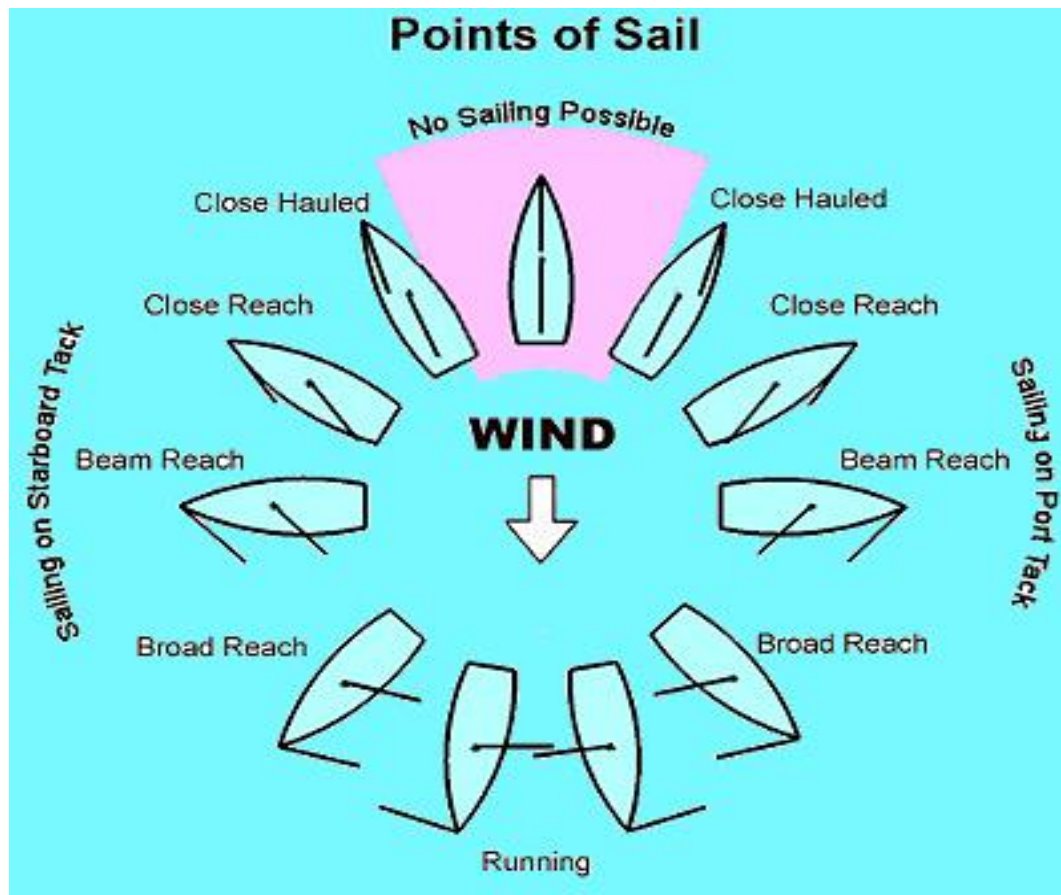 Points of Sail
No Sailing Possible
Close Hauled
Close Hauled
Close Reach
Close Reach
Sailing on Starboard Tack
Sailing on Port Tack
WIND
Beam Reach
Beam Reach
Broad Reach
Broad Reach
Running